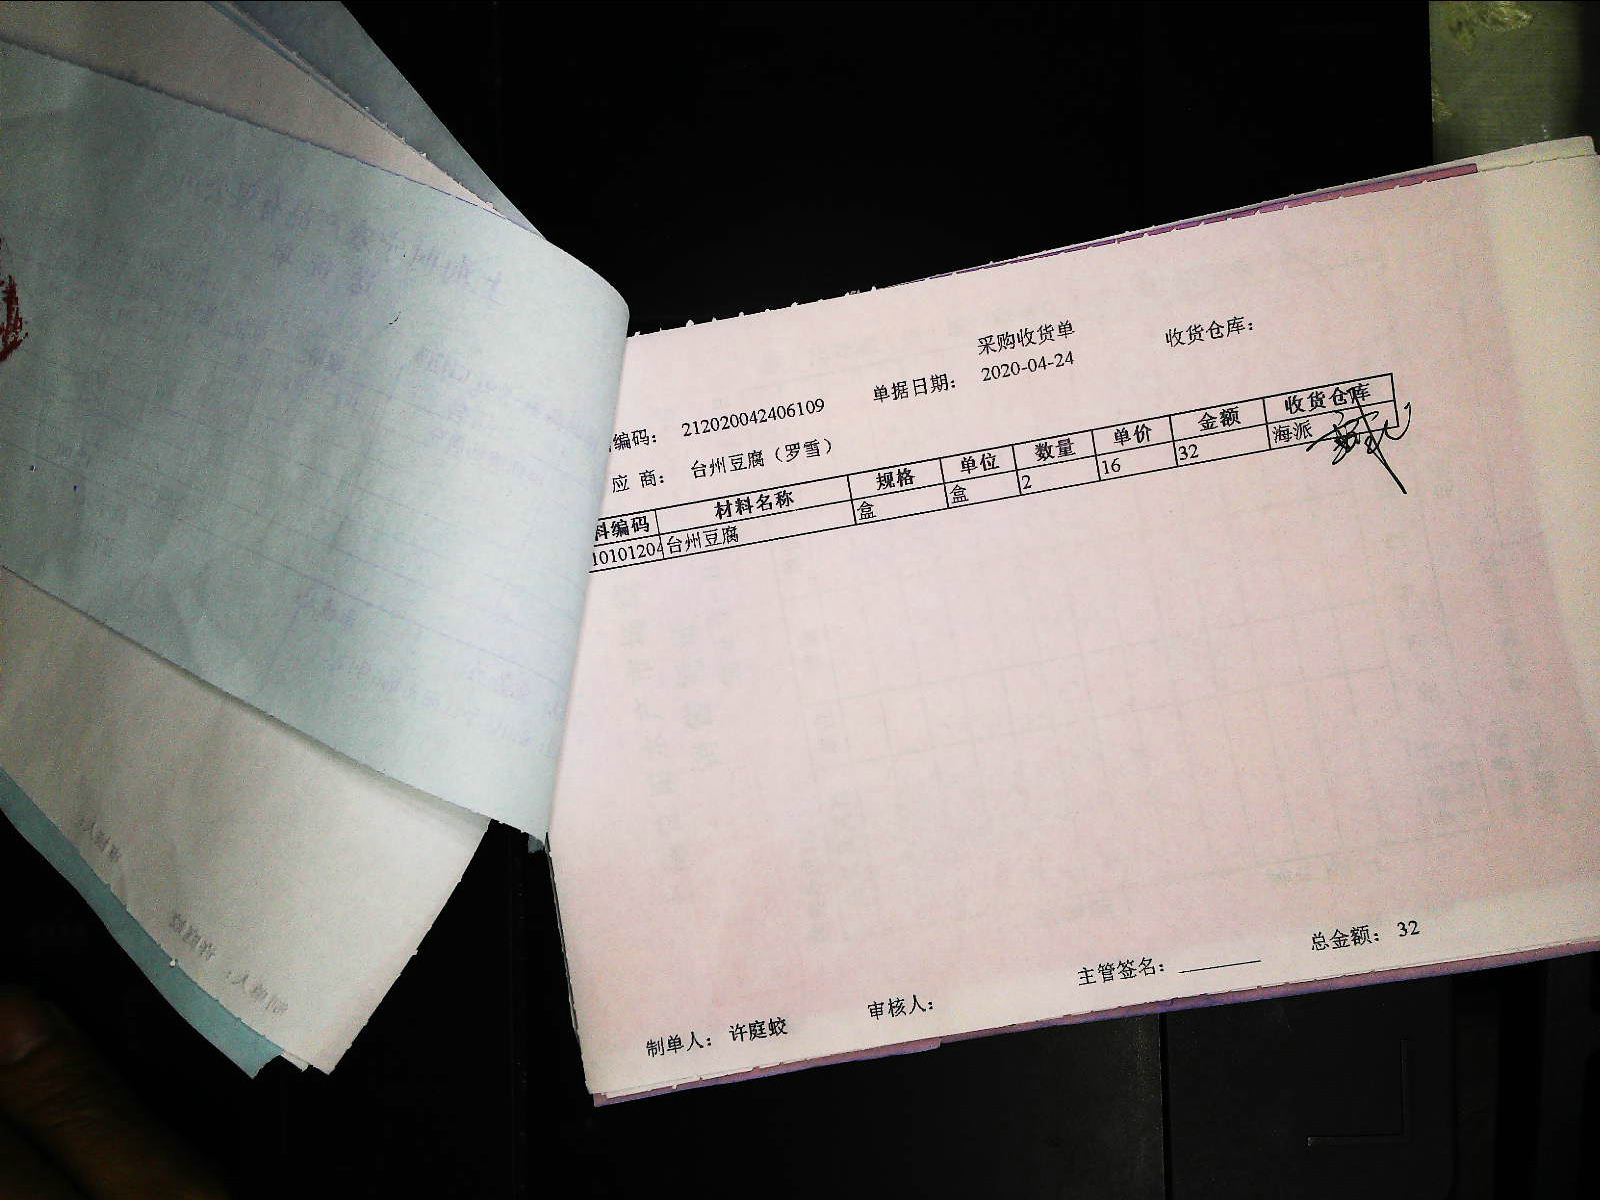 采购收货单
编码： 212020042406109 单据日期： 2020-04-24 收货仓库：
应 商： 台州豆腐（罗雪）
料编码 材料名称 规格 单位 数量 单价 金额 收货仓库
10101204 台州豆腐 盒 盒 2 16 32 海派
制单人： 许庭蛟 审核人： 主管签名： 总金额： 32